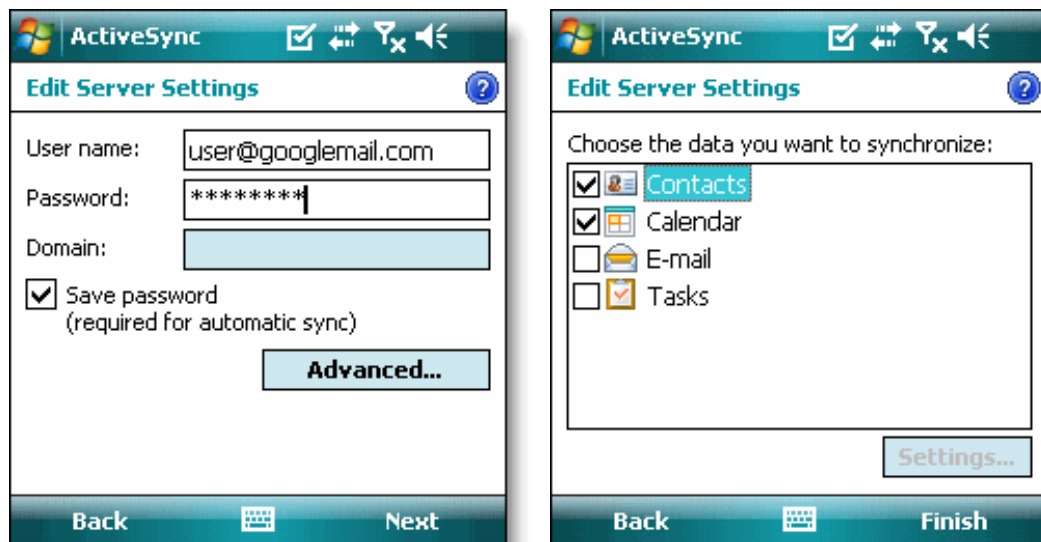 ActiveSync
Edit Server Settings
?
User name: user@googlemail.com
Password: ********
Domain:
Save password
(required for automatic sync)
Advanced...
Back Next
ActiveSync
Edit Server Settings
?
Choose the data you want to synchronize:
Contacts
Calendar
E-mail
Tasks
Settings...
Back Finish